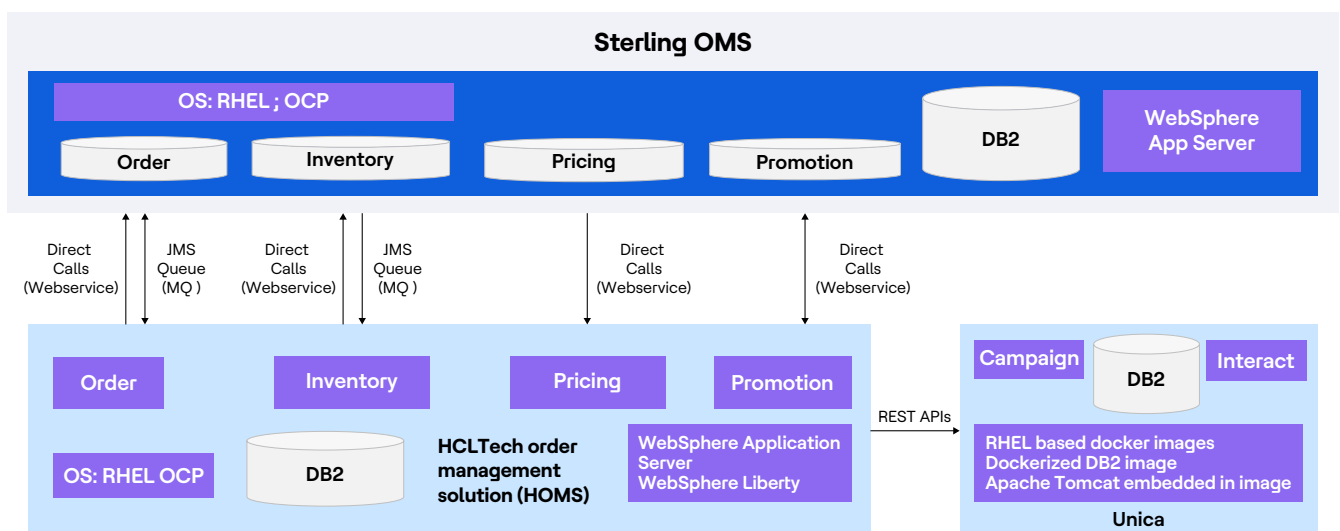 Sterling OMS
OS: RHEL ; OCP
Order
Inventory
Pricing
Promotion
DB2
WebSphere
App Server
Direct
Calls
(Webservice)
JMS
Queue
(MQ )
Direct
Calls
(Webservice)
JMS
Queue
(MQ )
Direct
Calls
(Webservice)
Direct
Calls
(Webservice)
Order
Inventory
Pricing
Promotion
OS: RHEL OCP
DB2
HCLTech order
management
solution (HOMS)
WebSphere Application
Server
WebSphere Liberty
REST APIs
Campaign
DB2
Interact
RHEL based docker images
Dockerized DB2 image
Apache Tomcat embedded in image
Unica